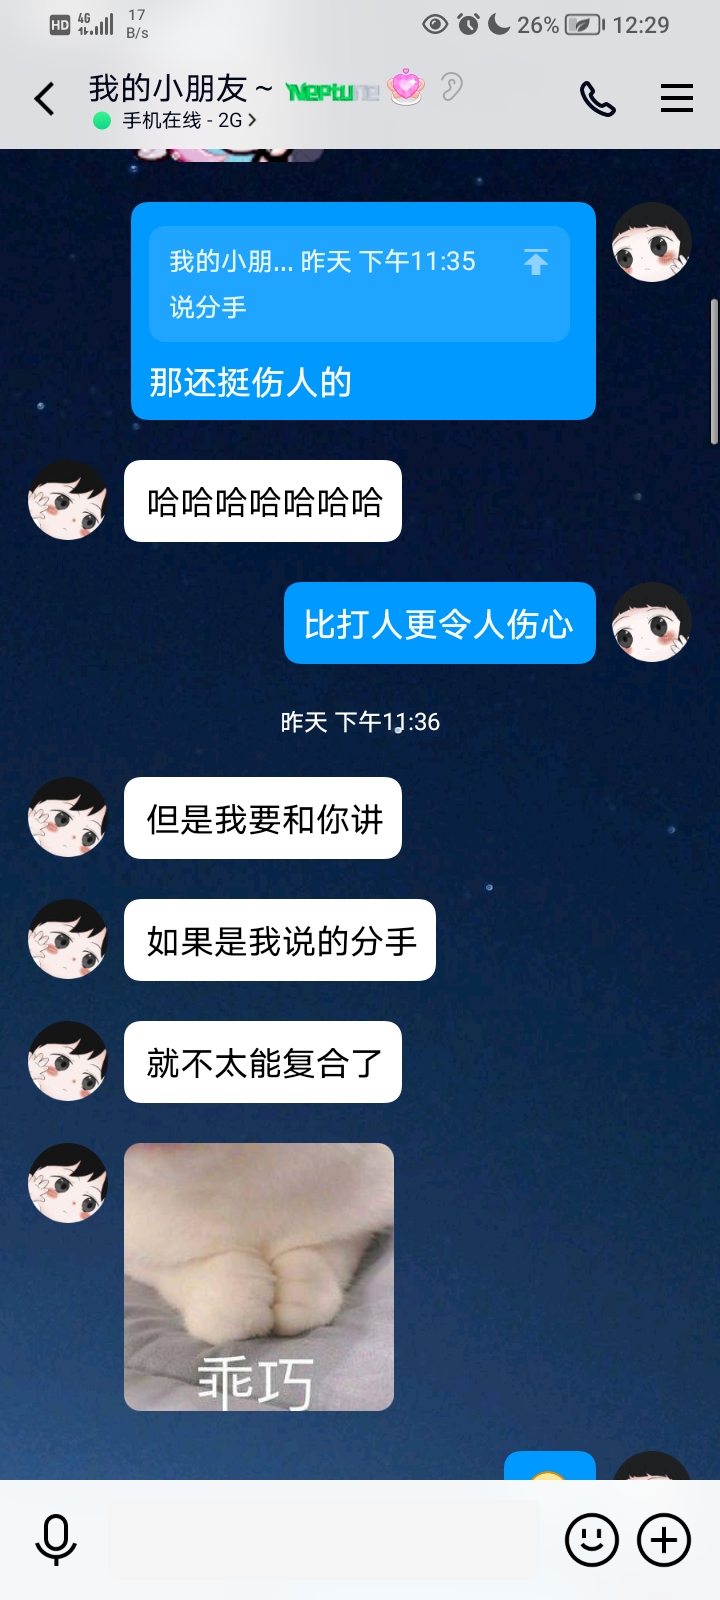 HD 4G 17 B/s 26% 12:29
我的小朋友~ Neptune
手机在线 - 2G
我的小朋... 昨天 下午11:35
说分手
那还挺伤人的
哈哈哈哈哈哈哈
比打人更令人伤心
昨天 下午11:36
但是我要和你讲
如果是我说的分手
就不太能复合了
乖巧